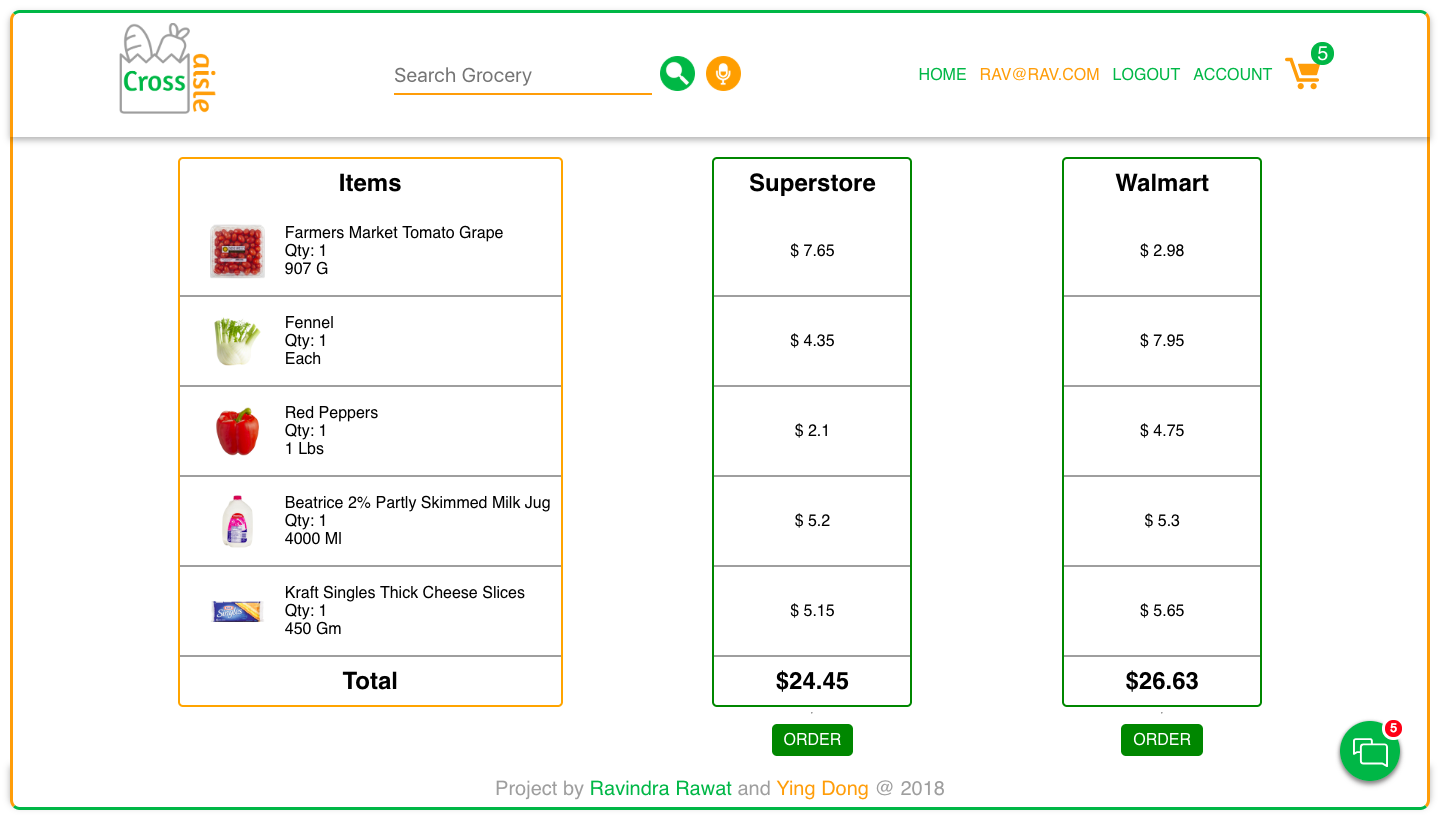 Cross
aisle
Search Grocery
HOME RAV@RAV.COM LOGOUT ACCOUNT 5
Items
Superstore
Walmart
Farmers Market Tomato Grape
Qty: 1
907 G
$ 7.65
$ 2.98
Fennel
Qty: 1
Each
$ 4.35
$ 7.95
Red Peppers
Qty: 1
1 Lbs
$ 2.1
$ 4.75
Beatrice 2% Partly Skimmed Milk Jug
Qty: 1
4000 Ml
$ 5.2
$ 5.3
Kraft Singles Thick Cheese Slices
Qty: 1
450 Gm
Singles
$ 5.15
$ 5.65
Total
$24.45
$26.63
ORDER
ORDER
5
Project by Ravindra Rawat and Ying Dong @ 2018